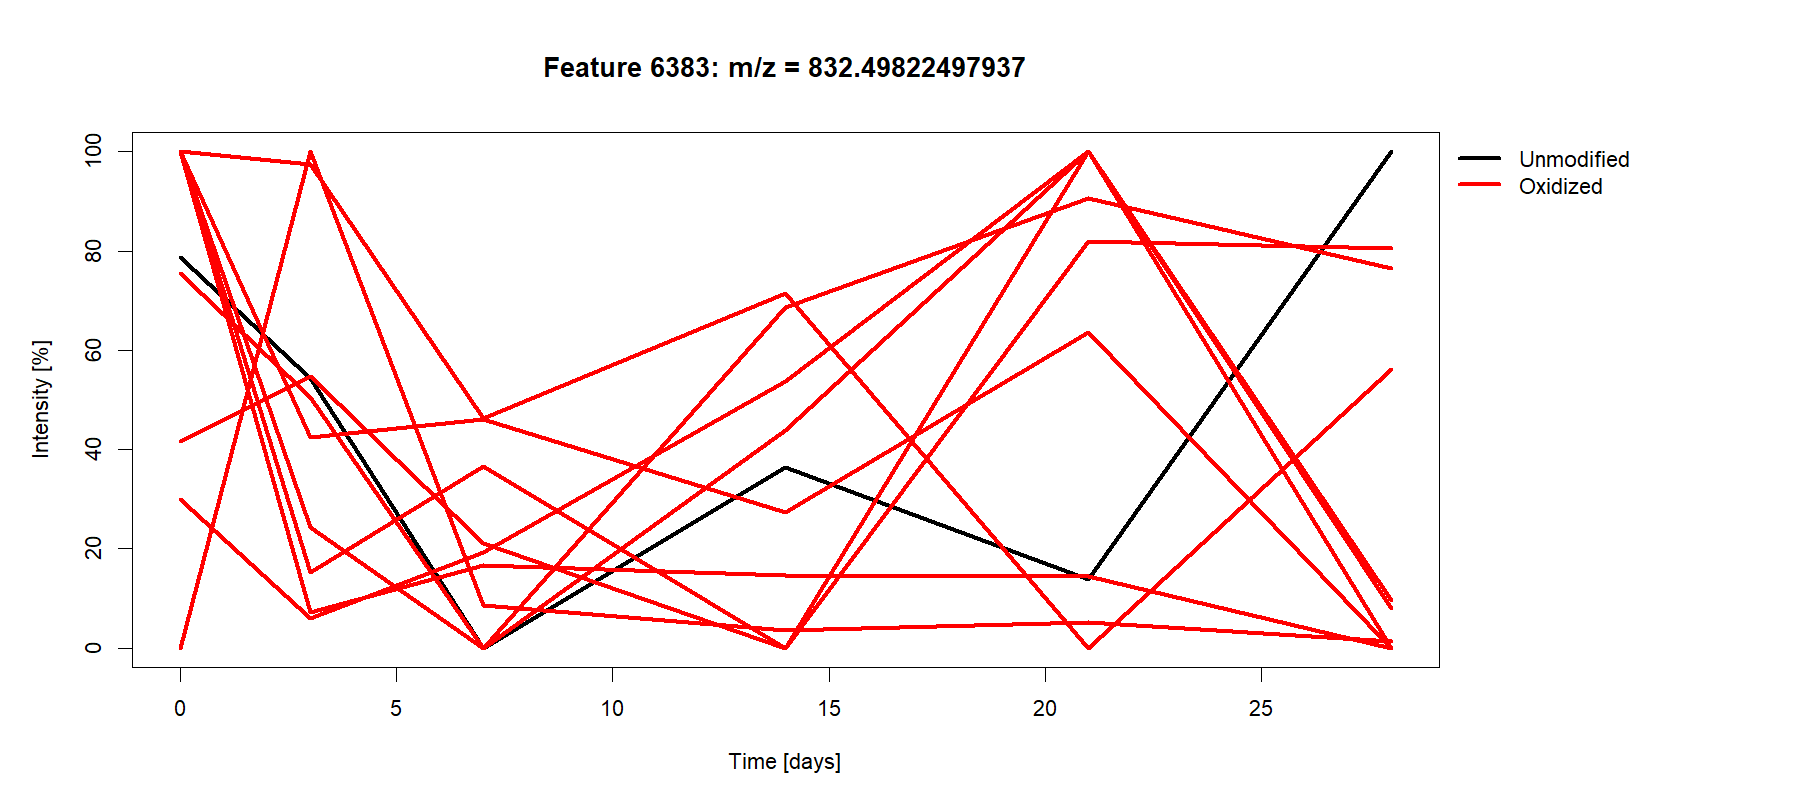 Feature 6383: m/z = 832.49822497937
Unmodified
Oxidized
Intensity [%]
100
80
60
40
20
0
0 5 10 15 20 25
Time [days]